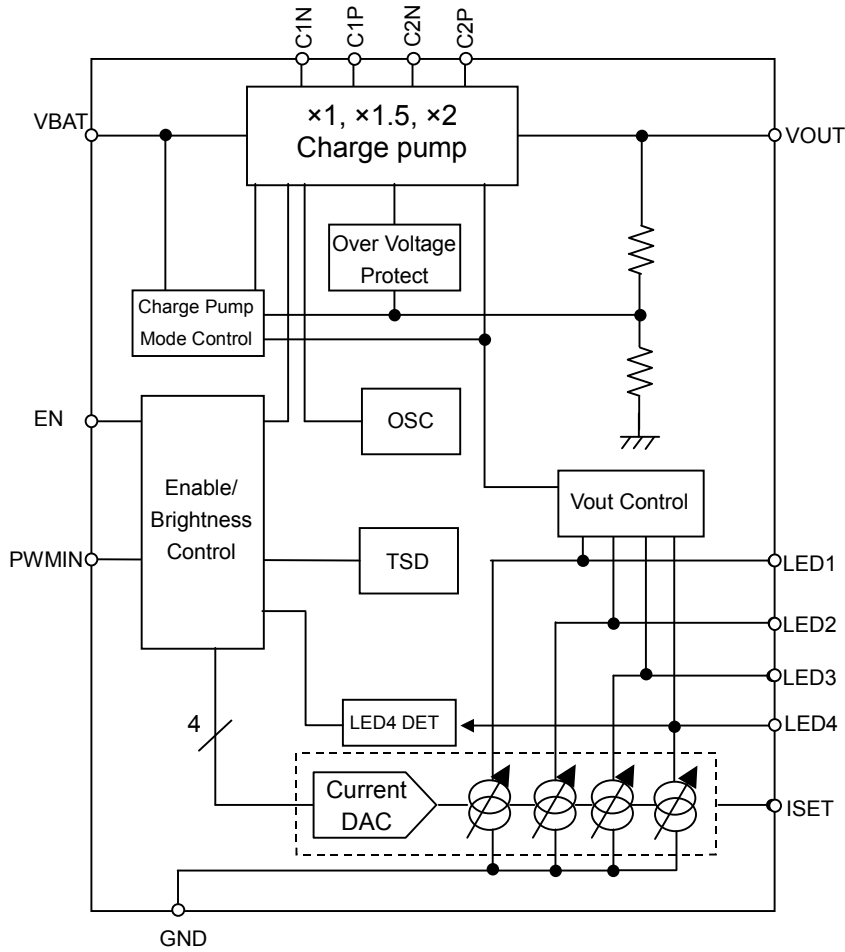 C1N
C1P
C2N
C2P
×1, ×1.5, ×2
Charge pump
VBAT
VOUT
Over Voltage
Protect
Charge Pump
Mode Control
EN
OSC
Enable/
Brightness
Control
Vout Control
PWMIN
TSD
LED1
LED2
LED3
LED4 DET
LED4
4
Current
DAC
ISET
GND